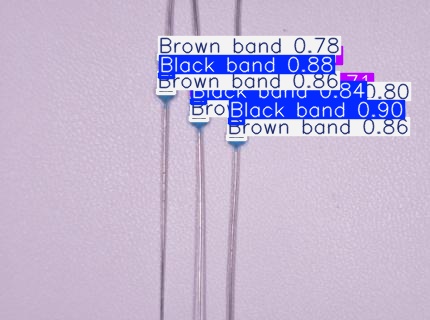 Brown band 0.78
Black band 0.88
Brown band 0.86
Black band 0.84
0.80
Black band 0.90
Brown band 0.86